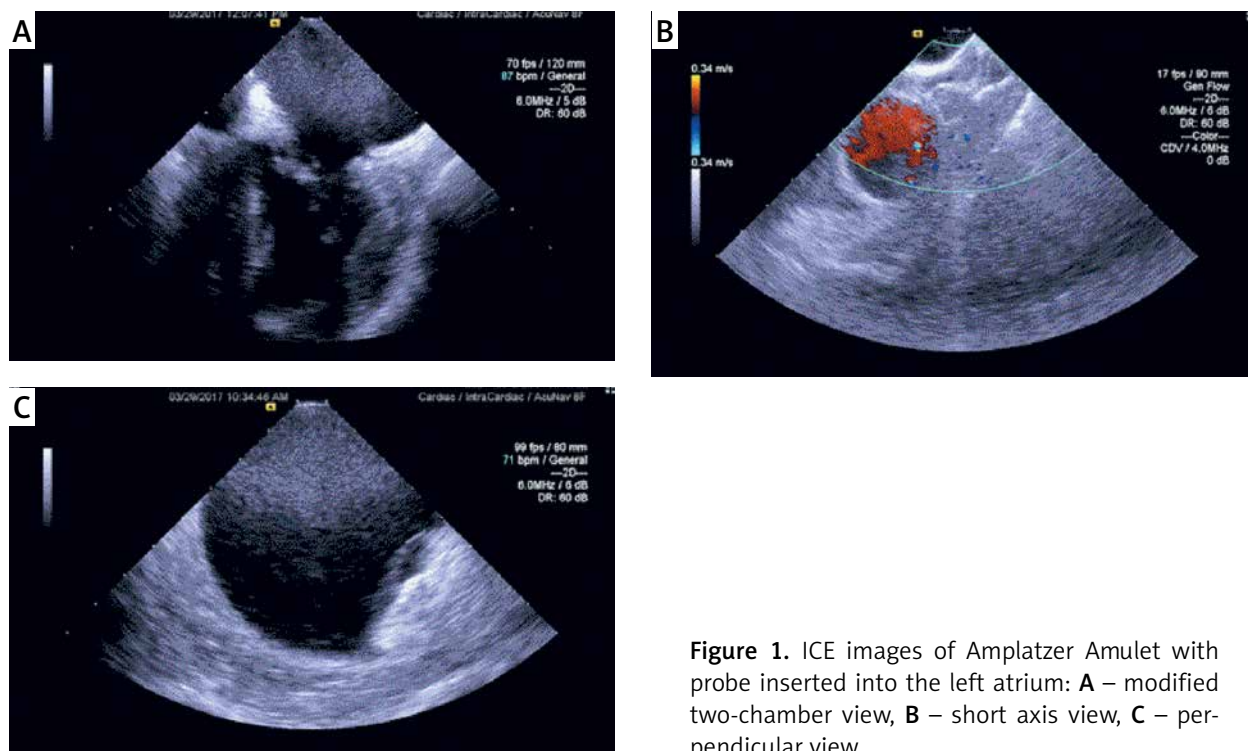 A
03/29/2017 12:07:41 PM
Cardiac / IntraCardiac / AcuNav 8F
70 fps / 120 mm
87 bpm / General
---2D---
6.0MHz / 5 dB
DR: 60 dB
B
0.34 m/s
0.34 m/s
17 fps / 80 mm
Gen Flow
---2D---
6.0MHz / 6 dB
DR: 60 dB
---Color---
CDV / 4.0MHz
0 dB
C
03/29/2017 10:34:46 AM
Cardiac / IntraCardiac / AcuNav 8F
99 fps / 80 mm
71 bpm / General
---2D---
6.0MHz / 6 dB
DR: 60 dB
Figure 1. ICE images of Amplatzer Amulet with
probe inserted into the left atrium: A – modified
two-chamber view, B – short axis view, C – per-
pendicular view